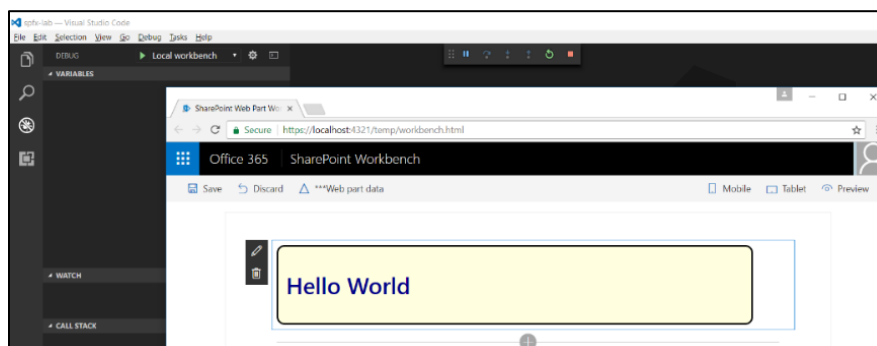 spfx-lab — Visual Studio Code
File Edit Selection View Go Debug Tasks Help
DEBUG Local workbench
VARIABLES
SharePoint Web Part Wor
Secure https://localhost:4321/temp/workbench.html
Office 365 SharePoint Workbench
Save Discard ***Web part data Mobile Tablet Preview
Hello World
WATCH
CALL STACK